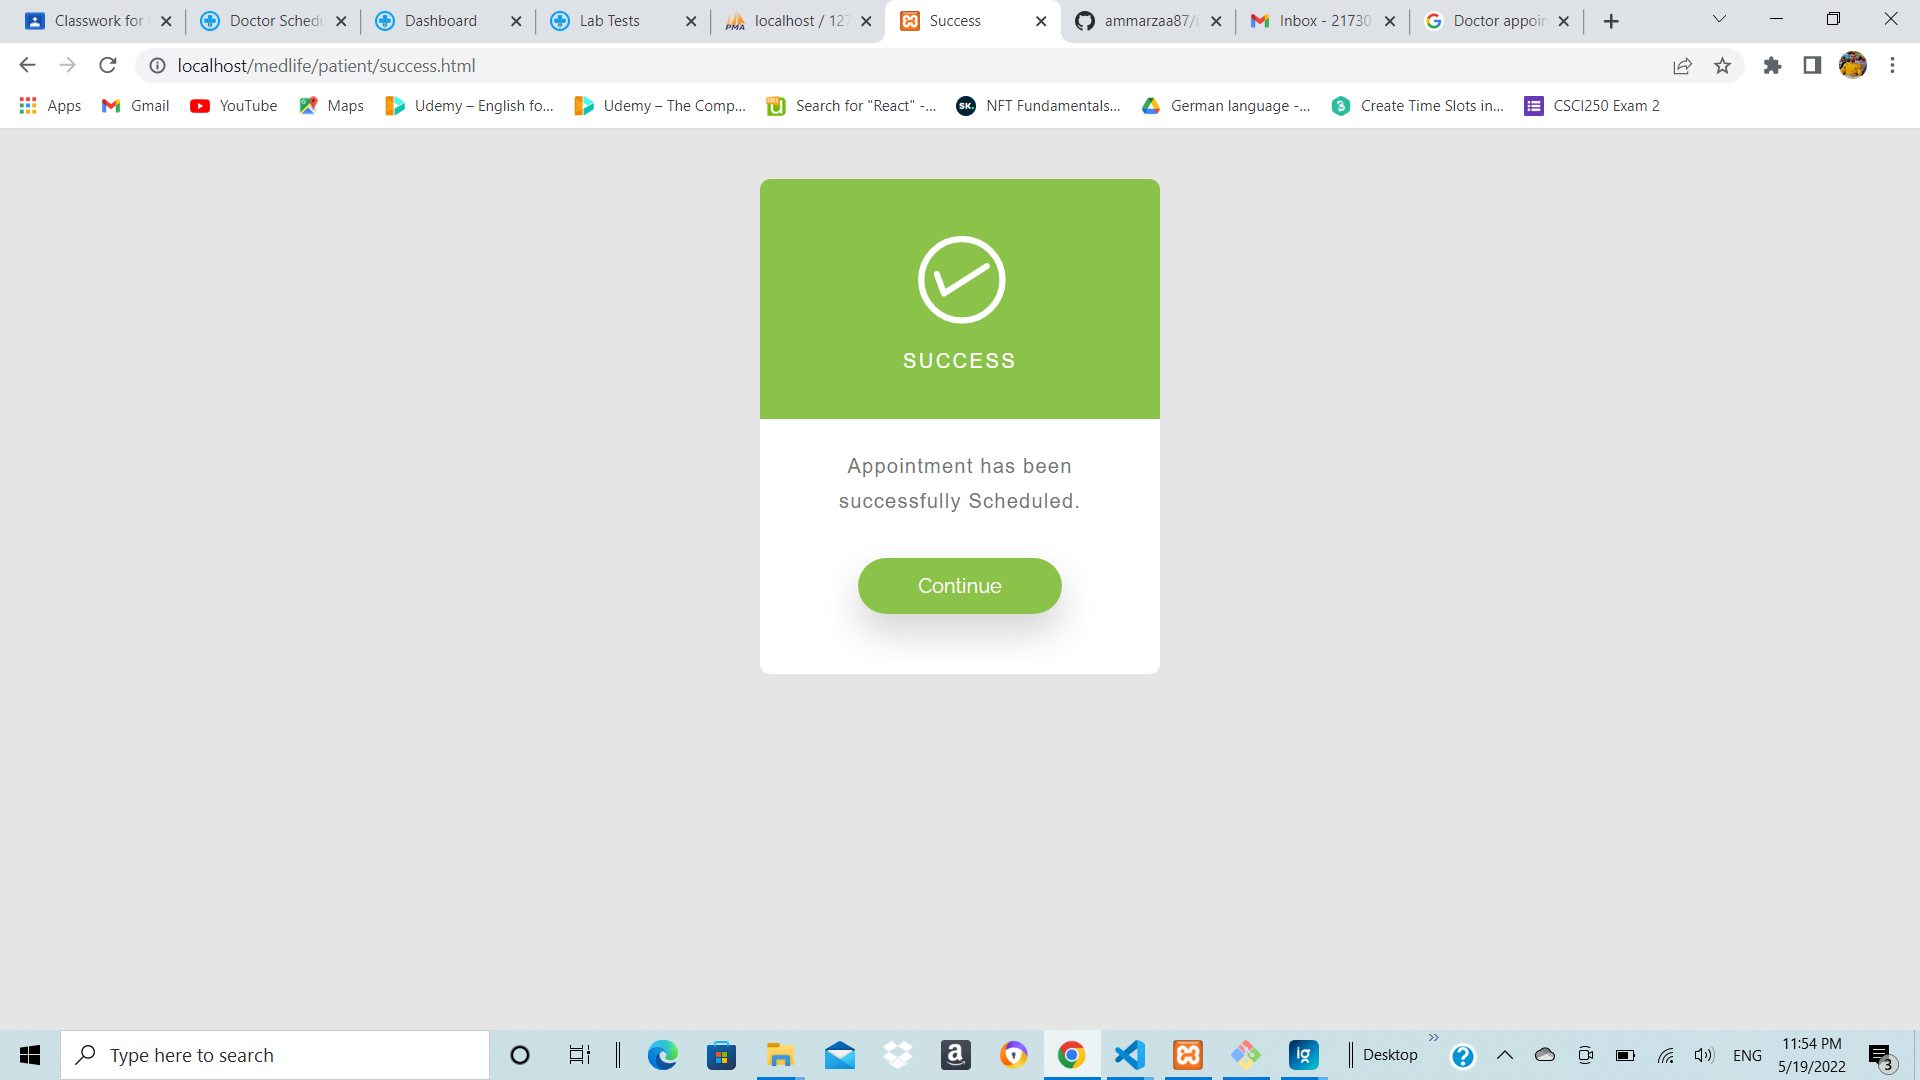 Classwork for
Doctor Schedu
Dashboard
Lab Tests
localhost / 127
Success
ammarzaa87/
Inbox - 21730
Doctor appoin
localhost/medlife/patient/success.html
Apps
Gmail
YouTube
Maps
Udemy – English fo...
Udemy – The Comp...
Search for "React" -...
NFT Fundamentals...
German language -...
Create Time Slots in...
CSCI250 Exam 2
SUCCESS
Appointment has been
successfully Scheduled.
Continue
Type here to search
Desktop
ENG
11:54 PM
5/19/2022
3